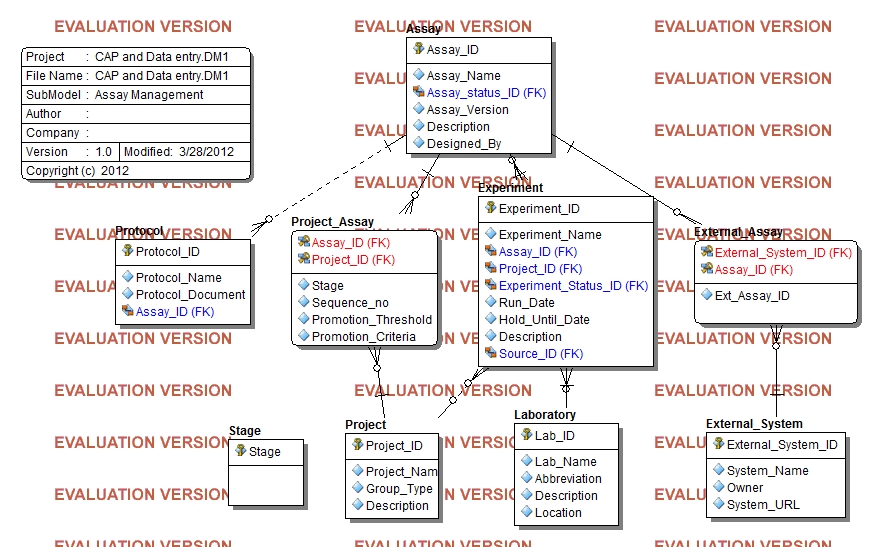 EVALUATION VERSION EVALUATION VERSION EVALUATION VERSION
Assay
Assay_ID
Assay_Name
Assay_status_ID (FK)
Assay_Version
Description
Designed_By
Project : CAP and Data entry.DM1
File Name : CAP and Data entry.DM1
SubModel : Assay Management
Author :
Company :
Version : 1.0 Modified: 3/28/2012
Copyright (c) 2012
EVALUATION VERSION
EVALUATION VERSION
EVALUATION VERSION EVALUATION VERSION EVALUATION VERSION
Protocol
Protocol_ID
Protocol_Name
Protocol_Document
Assay_ID (FK)
Project_Assay
Assay_ID (FK)
Project_ID (FK)
Stage
Sequence_no
Promotion_Threshold
Promotion_Criteria
Experiment
Experiment_ID
Experiment_Name
Assay_ID (FK)
Project_ID (FK)
Experiment_Status_ID (FK)
Run_Date
Hold_Until_Date
Description
Source_ID (FK)
External_Assay
External_System_ID (FK)
Assay_ID (FK)
Ext_Assay_ID
EVALUATION VERSION EVALUATION VERSION
EVALUATION VERSION EVALUATION VERSION EVALUATION VERSION
EVALUATION VERSION
EVALUATION VERSION
EVALUATION VERSION
Stage
Stage
Project
Project_ID
Project_Nam
Group_Type
Description
Laboratory
Lab_ID
Lab_Name
Abbreviation
Description
Location
External_System
External_System_ID
System_Name
Owner
System_URL
EVALUATION VERSION EVALUATION VERSION EVALUATION VERSION